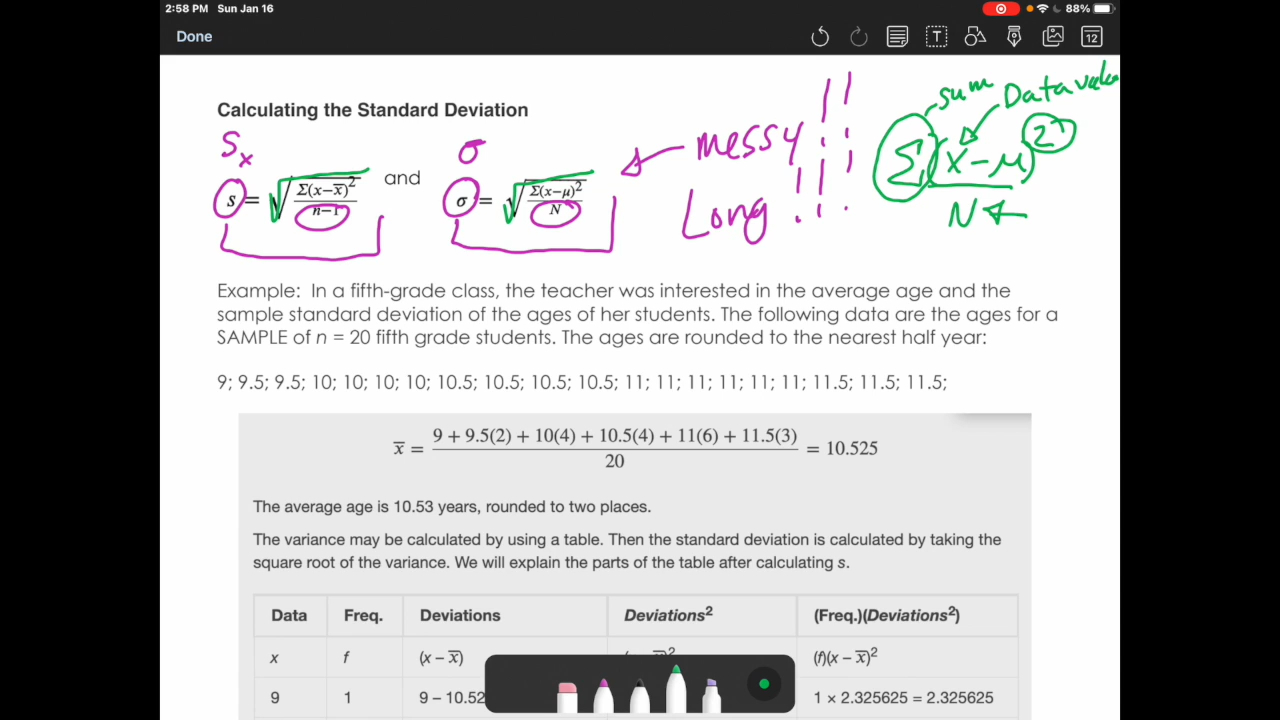 2:58 PM Sun Jan 16 88%
Done
12
Calculating the Standard Deviation
Sx
σ
s = √(Σ(x−x̅)²/(n−1)) and σ = √(Σ(x−μ)²/N)
messy !!
Long !!!
sum Data value
Σ(x−μ)²
N
Example: In a fifth-grade class, the teacher was interested in the average age and the
sample standard deviation of the ages of her students. The following data are the ages for a
SAMPLE of n = 20 fifth grade students. The ages are rounded to the nearest half year:
9; 9.5; 9.5; 10; 10; 10; 10; 10.5; 10.5; 10.5; 10.5; 11; 11; 11; 11; 11; 11; 11.5; 11.5; 11.5;
x̅ = (9 + 9.5(2) + 10(4) + 10.5(4) + 11(6) + 11.5(3))/20 = 10.525
The average age is 10.53 years, rounded to two places.
The variance may be calculated by using a table. Then the standard deviation is calculated by taking the
square root of the variance. We will explain the parts of the table after calculating s.
Data Freq. Deviations Deviations² (Freq.)(Deviations²)
x f (x − x̅) (f)(x − x̅)²
9 1 9 − 10.52 1 × 2.325625 = 2.325625